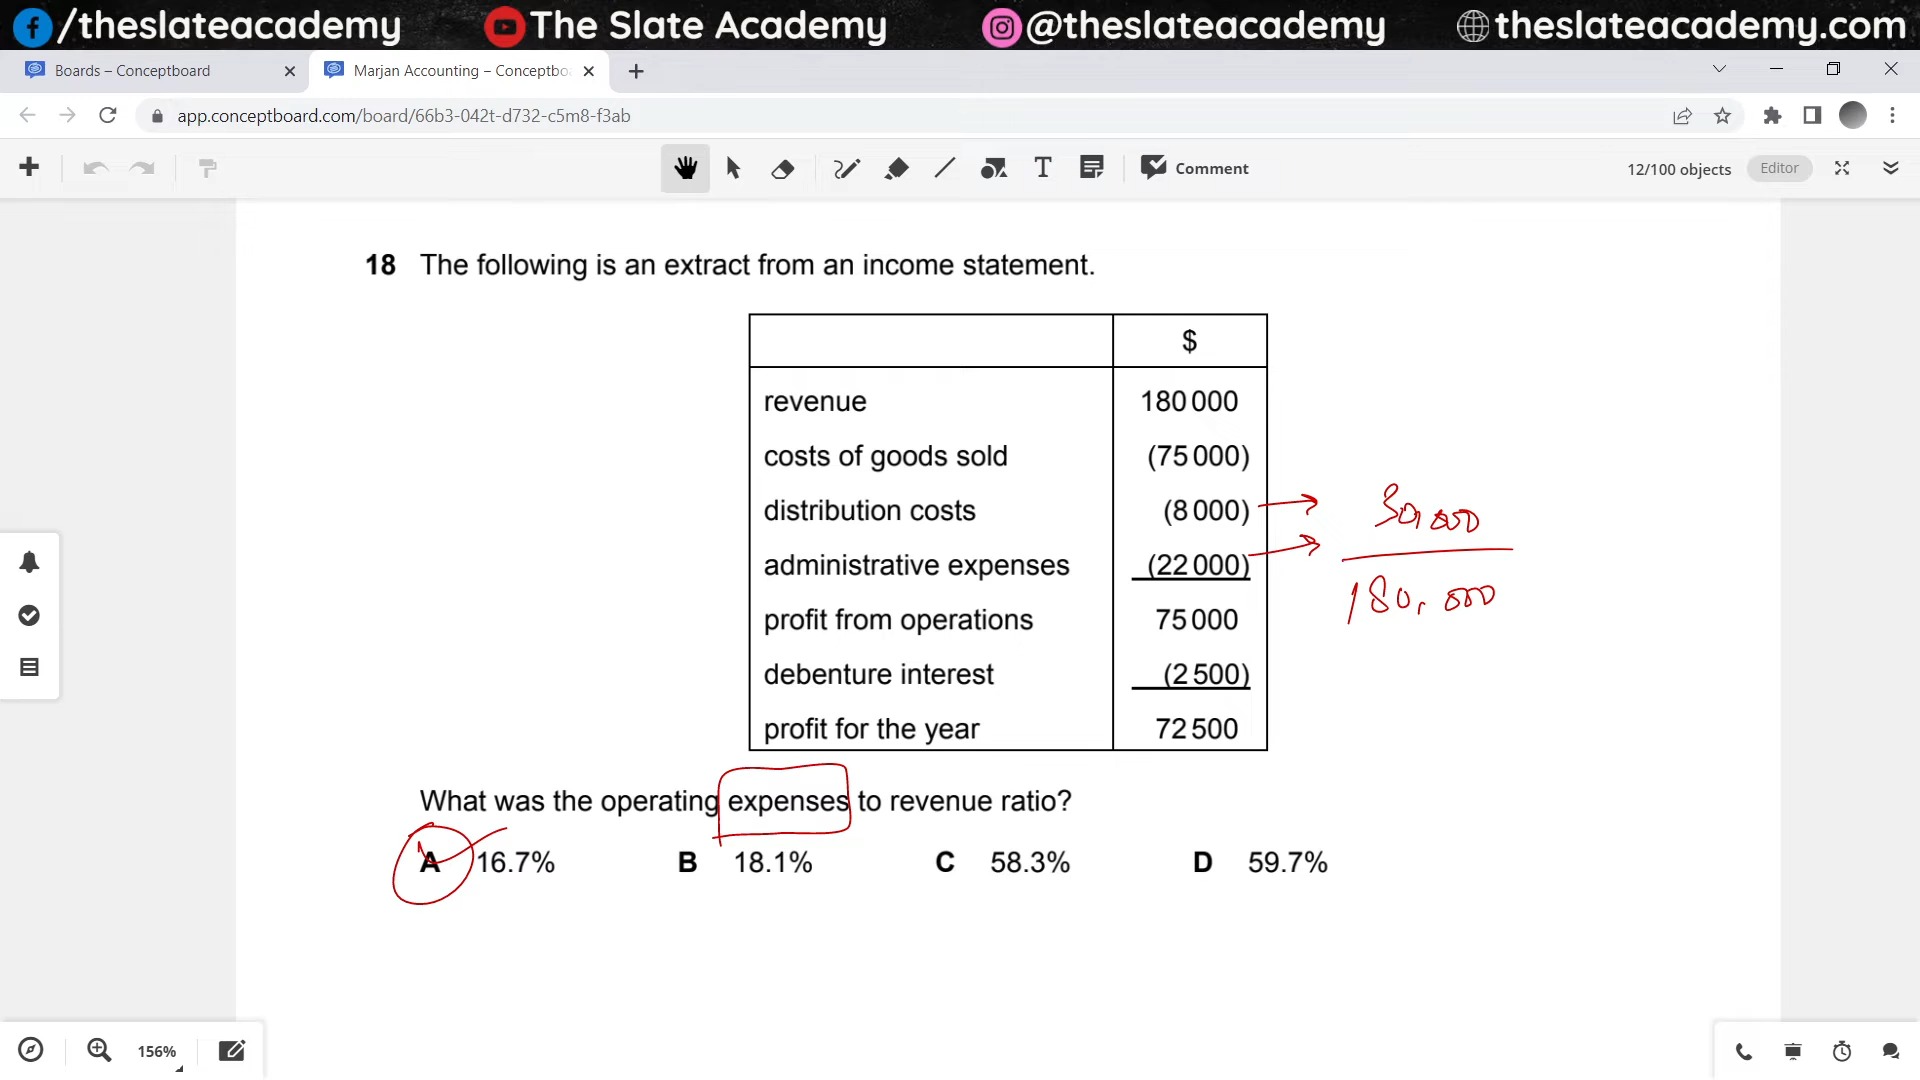 /theslateacademy The Slate Academy @theslateacademy theslateacademy.com
Boards – Conceptboard Marjan Accounting – Conceptbo
app.conceptboard.com/board/66b3-042t-d732-c5m8-f3ab
T Comment 12/100 objects Editor
18 The following is an extract from an income statement.
$
revenue 180 000
costs of goods sold (75 000)
distribution costs (8 000)
30,000
administrative expenses (22 000)
180,000
profit from operations 75 000
debenture interest (2 500)
profit for the year 72 500
What was the operating expenses to revenue ratio?
A 16.7% B 18.1% C 58.3% D 59.7%
156%